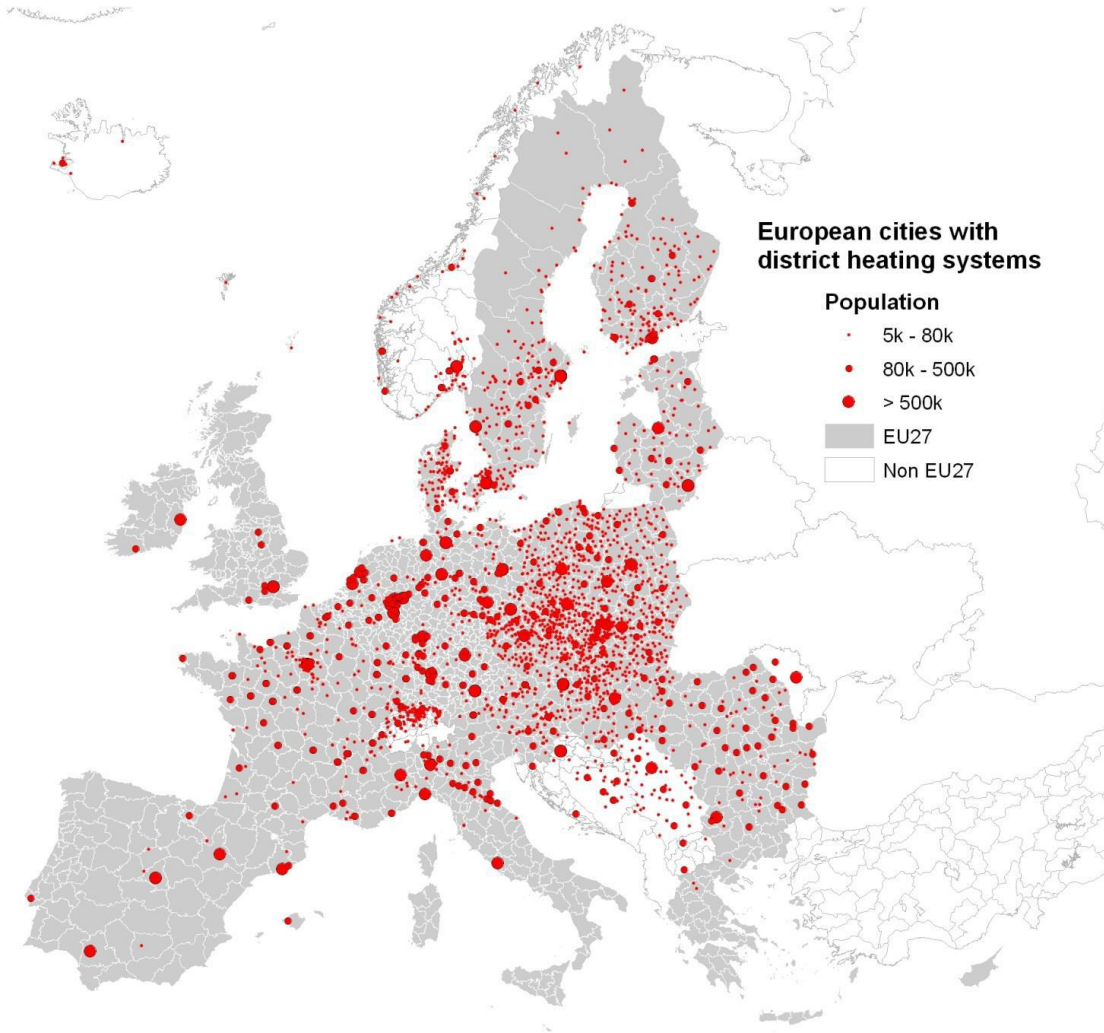 European cities with
district heating systems
Population
5k - 80k
80k - 500k
> 500k
EU27
Non EU27